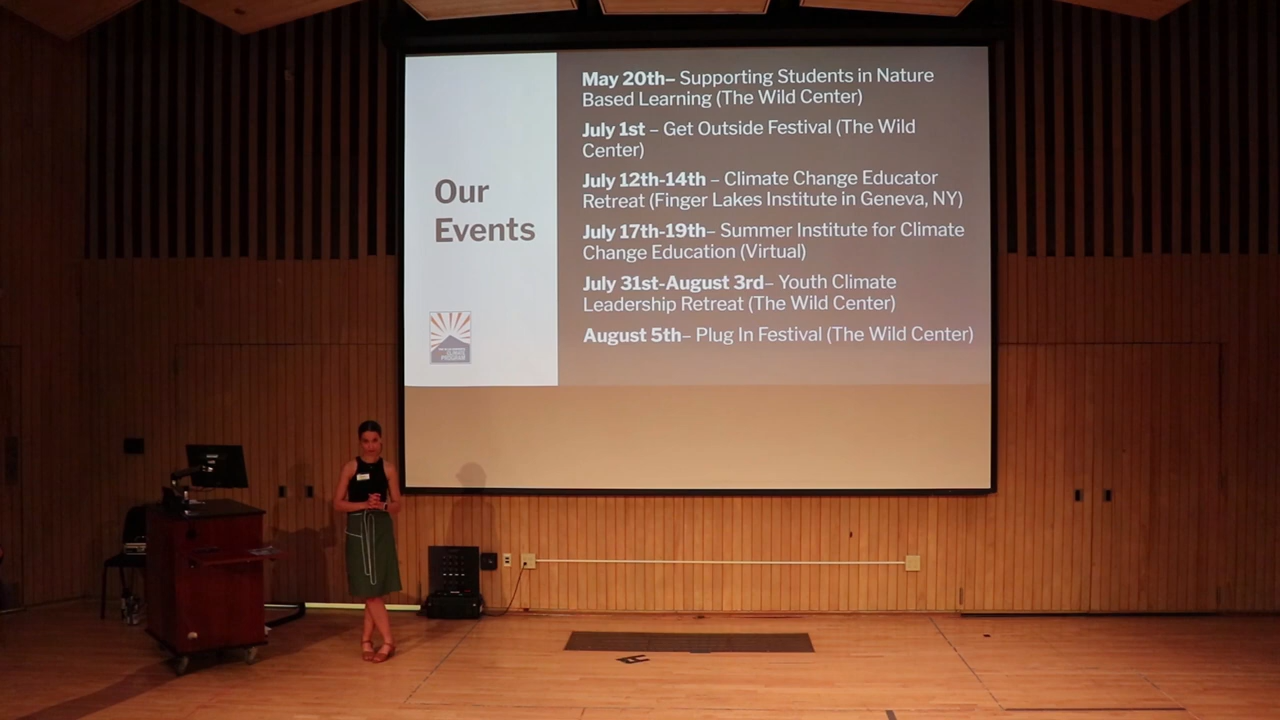 Our
Events
May 20th– Supporting Students in Nature
Based Learning (The Wild Center)
July 1st – Get Outside Festival (The Wild
Center)
July 12th-14th – Climate Change Educator
Retreat (Finger Lakes Institute in Geneva, NY)
July 17th-19th– Summer Institute for Climate
Change Education (Virtual)
July 31st-August 3rd– Youth Climate
Leadership Retreat (The Wild Center)
August 5th– Plug In Festival (The Wild Center)
CLIMATE
PROGRAM